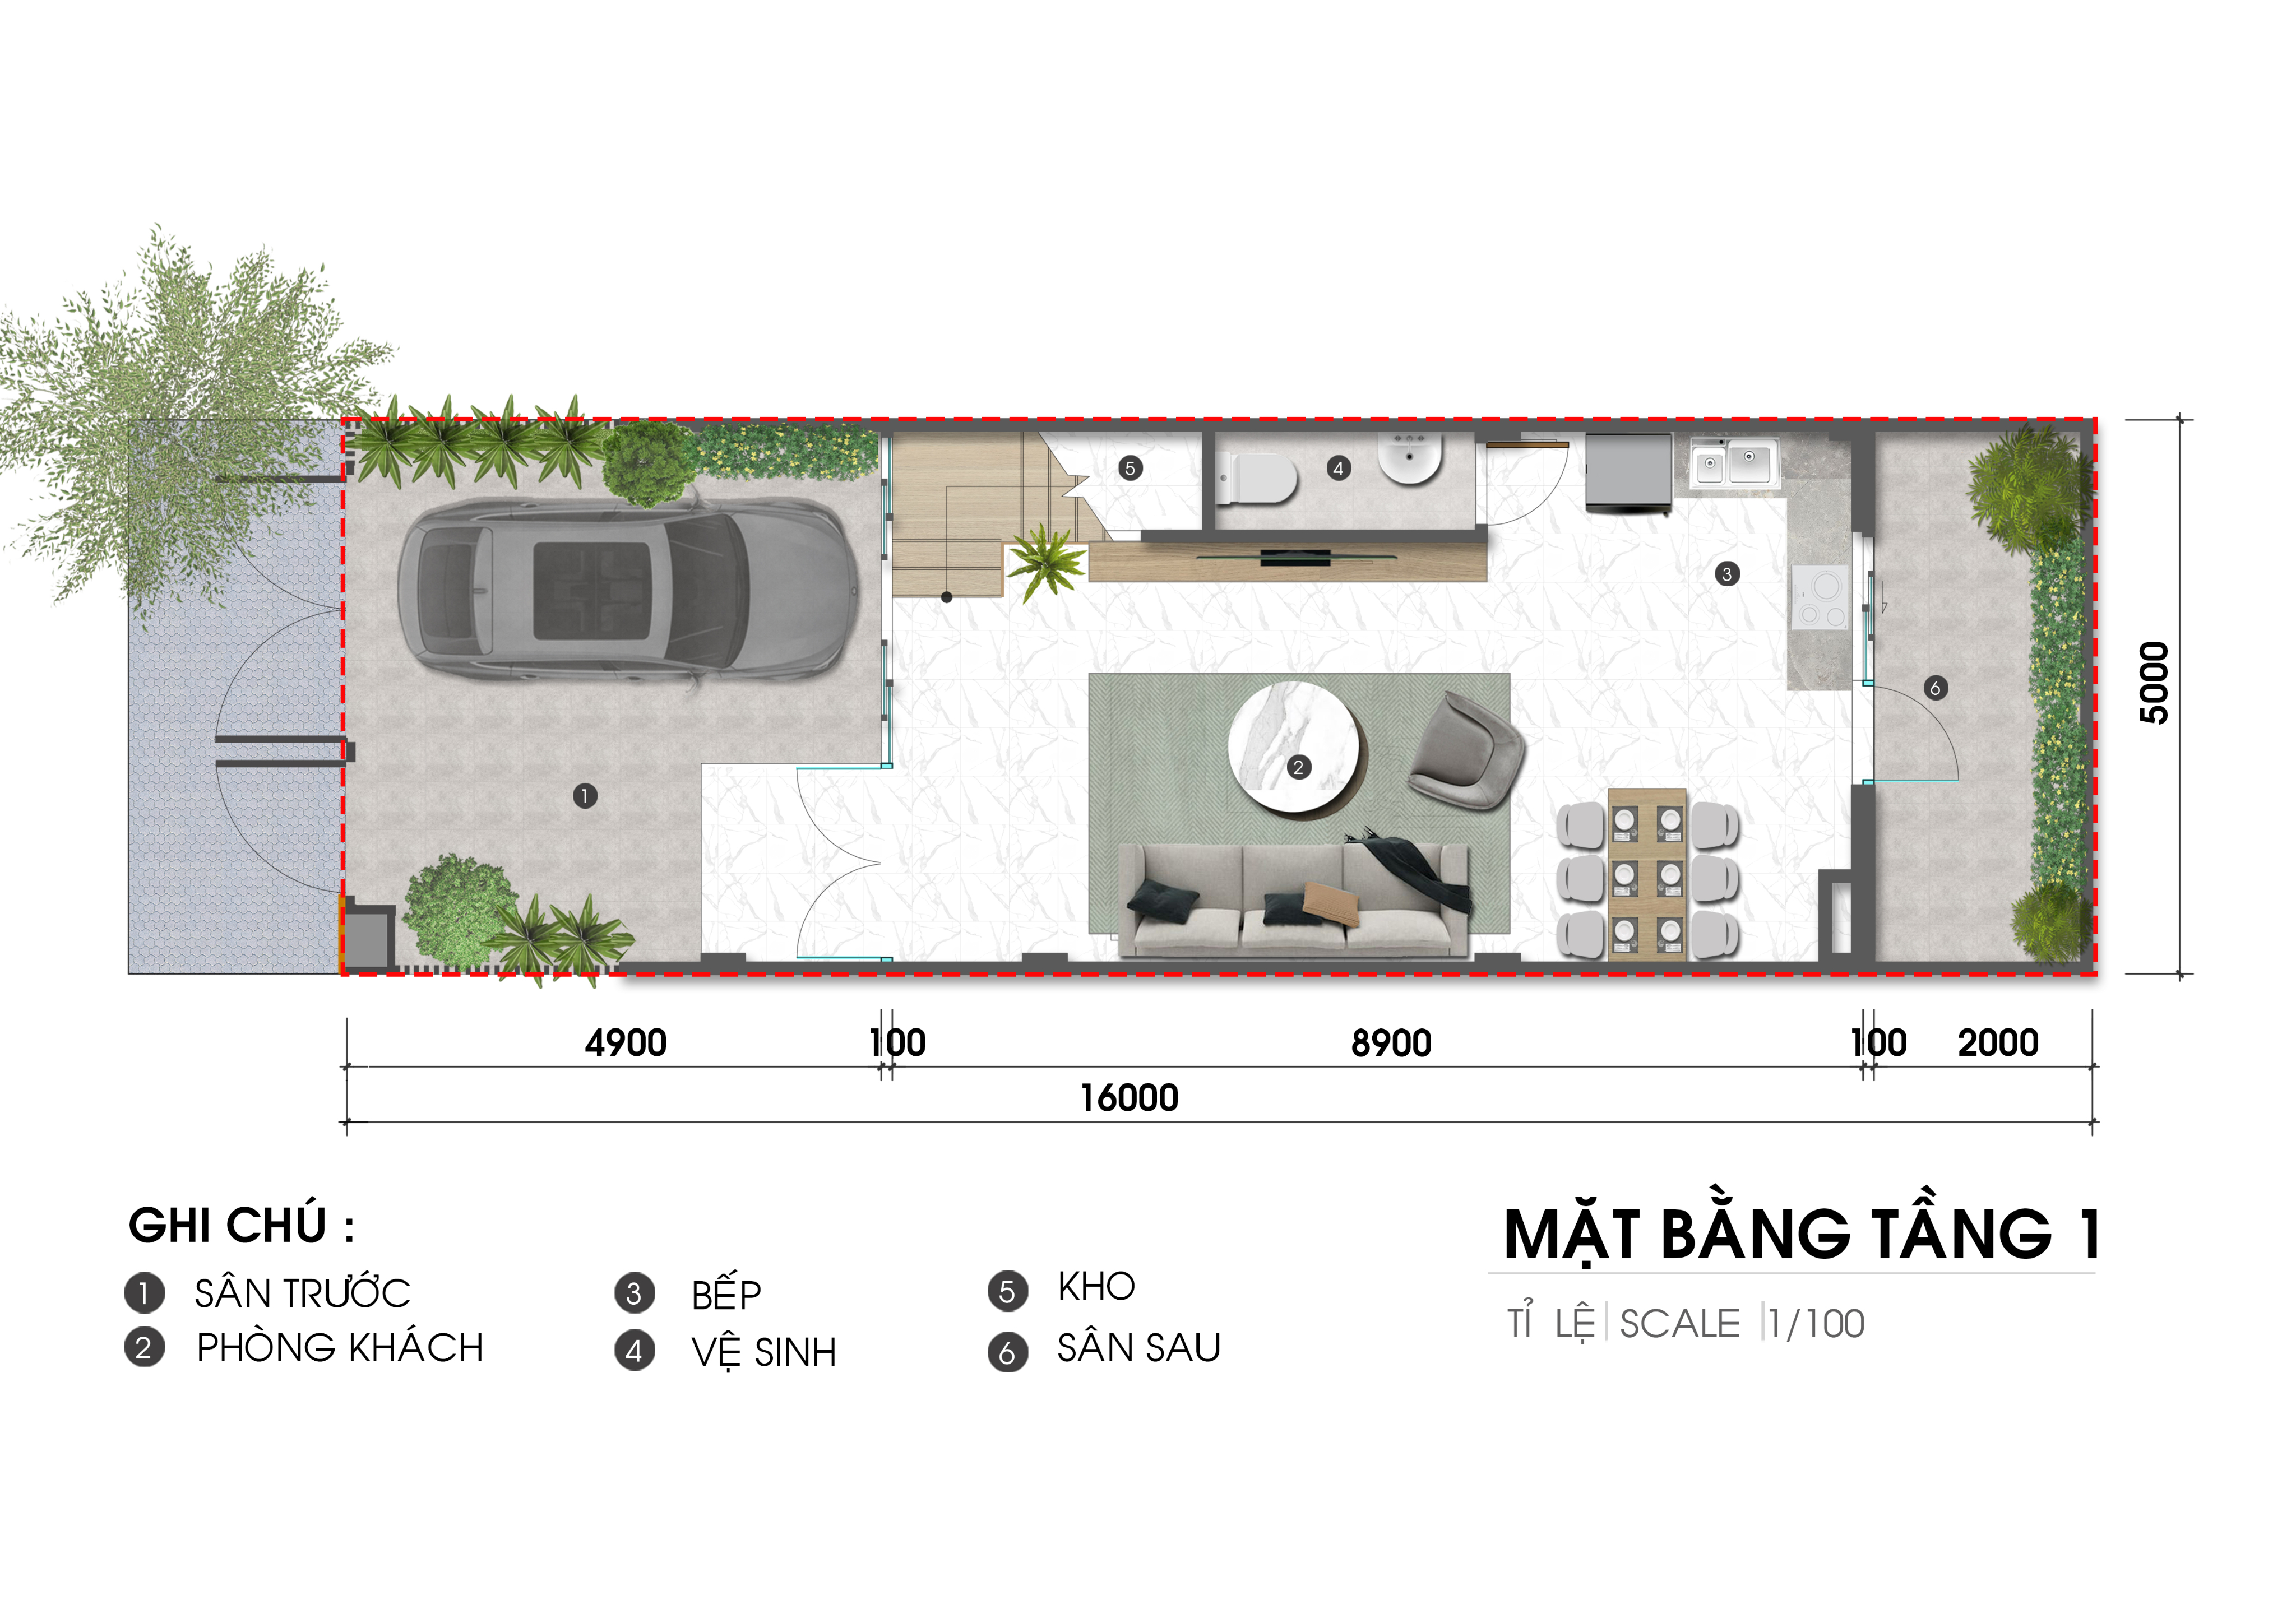 5
4
3
6
2
1
5000
4900
100
8900
100
2000
16000
GHI CHÚ :
1 SÂN TRƯỚC
2 PHÒNG KHÁCH
3 BẾP
4 VỆ SINH
5 KHO
6 SÂN SAU
MẶT BẰNG TẦNG 1
TỈ LỆ SCALE 1/100